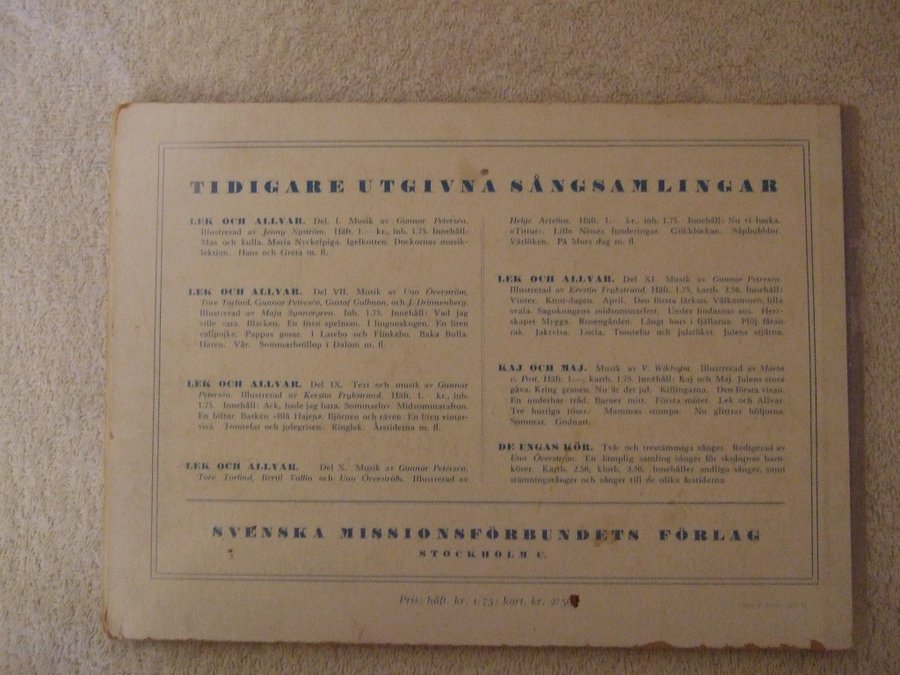 TIDIGARE UTGIVNA SÅNGSAMLINGAR
LEK OCH ALLVAR. Del. I. Musik av Gunnar Petersén.
Illustrerad av Jenny Nyström. Häft. 1.— kr., inb. 1.75. Innehåll:
Mas och kulla. Maria Nyckelpiga. Igelkotten. Dockornas musik-
lektion. Hans och Greta m. fl.
LEK OCH ALLVAR. Del VII. Musik av Uno Överström,
Tore Torlind, Gunnar Petersén, Gustaf Gullman, och J. Drinnenberg.
Illustrerad av Maja Synnergren. Inb. 1.75. Innehåll: Vad jag
ville vara. Blacken. En liten spelman. I lingonskogen. En liten
vallpojke. Pappas gosse. I Latebo och Flinkebo. Baka Bulla.
Haren. Vår. Sommarbröllop i Dalom m. fl.
LEK OCH ALLVAR. Del IX. Text och musik av Gunnar
Petersén. Illustrerad av Kerstin Frykstrand. Häft. 1.— kr., inb.
1.75. Innehåll: Ack, hade jag bara. Sommarlov. Midsommarafton.
En biltur. Barken »Blå Hajen». Björnen och räven. En liten vinter-
visa. Tomtefar och julegrisen. Ringlek. Årstiderna m. fl.
LEK OCH ALLVAR. Del X. Musik av Gunnar Petersén,
Tore Torlind, Bertil Vallin och Uno Överström. Illustrerad av
Helge Artelius. Häft. 1.— kr., inb. 1.75. Innehåll: Nu vi lunka.
»Tittut». Lille Nisses funderingar. Gökklockan. Såpbubblor.
Vårlöken. På Mors dag m. fl.
LEK OCH ALLVAR. Del XI. Musik av Gunnar Petersén.
Illustrerad av Kerstin Frykstrand. Häft. 1.75, kartb. 2.50. Innehåll:
Vinter. Knut-dagen. April. Den första lärkan. Välkommen, lilla
svala. Sagokungens midsommarfest. Under lindarnas sus. Herr-
skapet Mygga. Rosengården. Långt bort i fjällarna. Plöj fåran
rak. Jaktvisa. Lucia. Tomtefar och julstöket. Julens stjärna.
KAJ OCH MAJ. Musik av V. Wikholm. Illustrerad av Märta
v. Post. Häft. 1.—, kartb. 1.75. Innehåll: Kaj och Maj. Julens stora
gåva. Kring granen. Nu är det jul. Killingarna. Den första visan.
En underbar tråd. Barnet mitt. Första mötet. Lek och Allvar.
Tre hurtiga töser. Mammas stumpa. Nu glittrar böljorna.
Sommar. Godnatt.
DE UNGAS KÖR. Två- och trestämmiga sånger. Redigerad av
Uno Överström. En lämplig samling sånger för skolornas barn-
körer. Kartb. 2.50, klotb. 3.50. Innehåller andliga sånger, samt
stämningssånger och sånger till de olika årstiderna.
SVENSKA MISSIONSFÖRBUNDETS FÖRLAG
STOCKHOLM C.
Pris: häft. kr. 1:75; kart. kr. 2:50